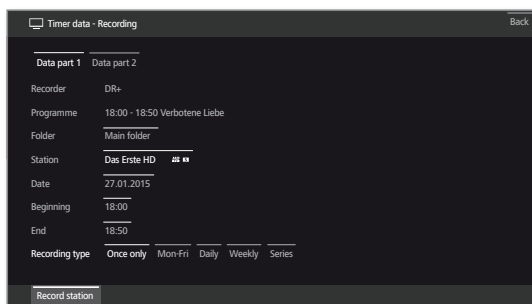 Timer data - Recording Back
Data part 1 Data part 2
Recorder DR+
Programme 18:00 - 18:50 Verbotene Liebe
Folder Main folder
Station Das Erste HD
Date 27.01.2015
Beginning 18:00
End 18:50
Recording type Once only Mon-Fri Daily Weekly Series
Record station